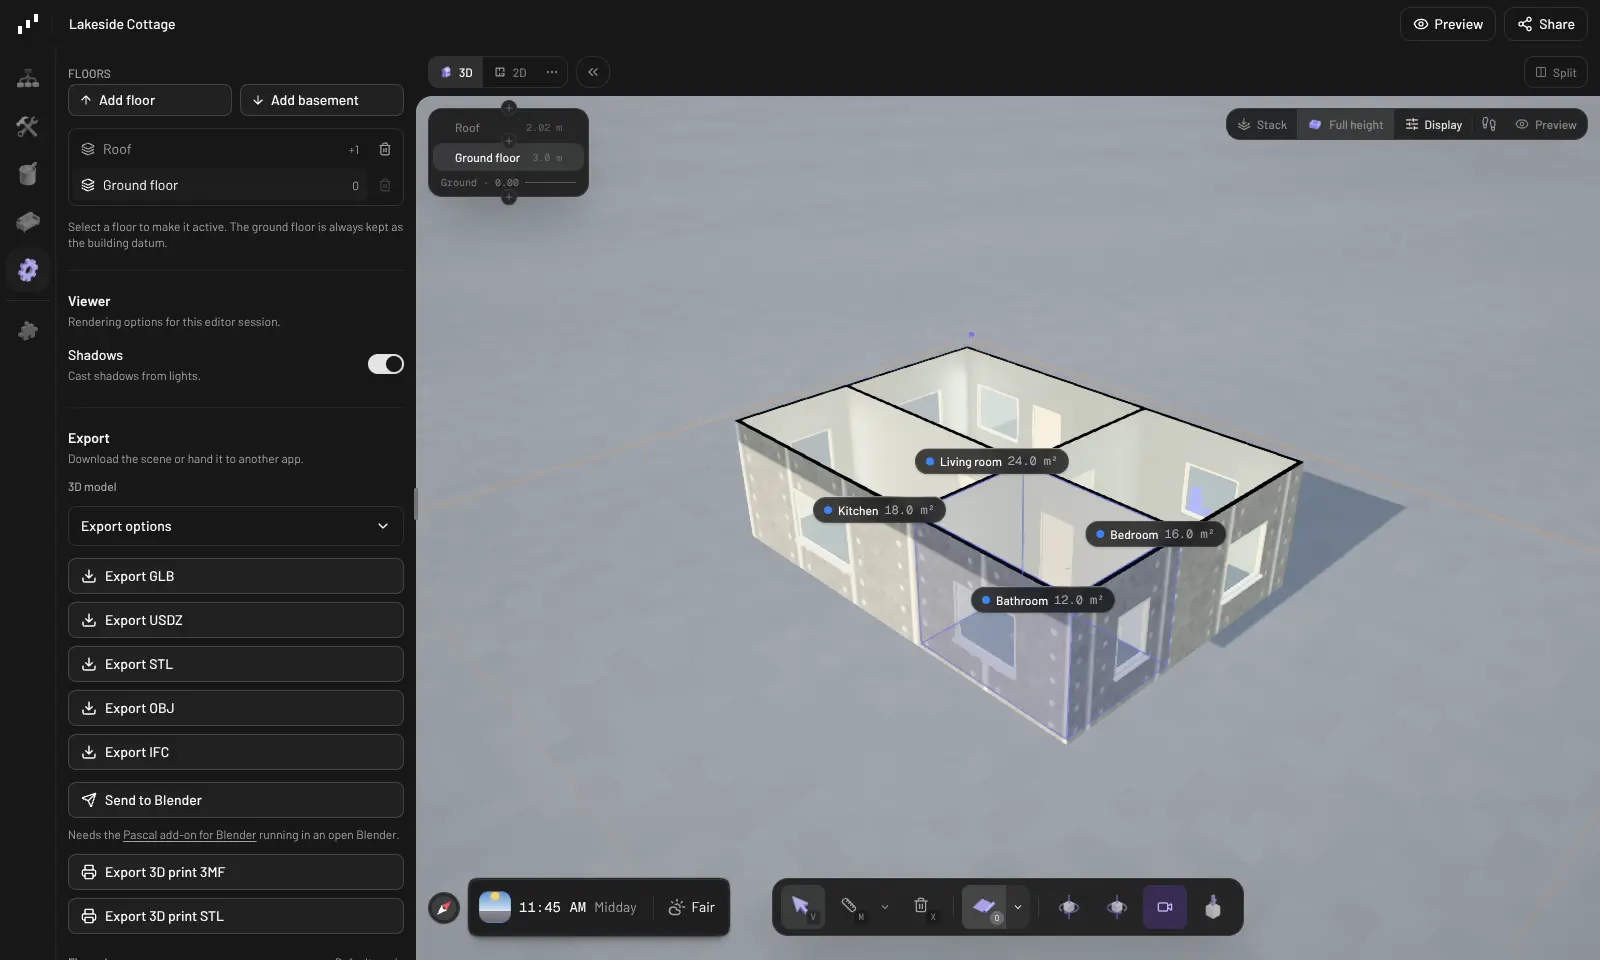 Lakeside Cottage
Preview
Share
FLOORS
Add floor
Add basement
Roof
+1
Ground floor
0
Select a floor to make it active. The ground floor is always kept as
the building datum.
Viewer
Rendering options for this editor session.
Shadows
Cast shadows from lights.
Export
Download the scene or hand it to another app.
3D model
Export options
Export GLB
Export USDZ
Export STL
Export OBJ
Export IFC
Send to Blender
Needs the Pascal add-on for Blender running in an open Blender.
Export 3D print 3MF
Export 3D print STL
3D
2D
Split
Roof 2.02 m
Ground floor 3.0 m
Ground · 0.00
Stack
Full height
Display
Preview
Living room 24.0 m²
Kitchen 18.0 m²
Bedroom 16.0 m²
Bathroom 12.0 m²
11:45 AM Midday
Fair
V
M
X
0